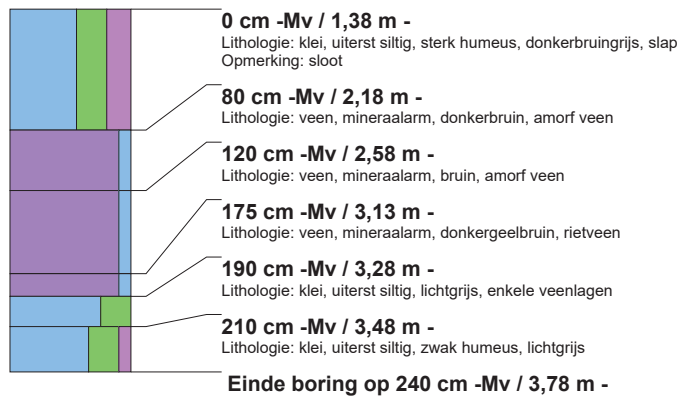 0 cm -Mv / 1,38 m -
Lithologie: klei, uiterst siltig, sterk humeus, donkerbruingrijs, slap
Opmerking: sloot
80 cm -Mv / 2,18 m -
Lithologie: veen, mineraalarm, donkerbruin, amorf veen
120 cm -Mv / 2,58 m -
Lithologie: veen, mineraalarm, bruin, amorf veen
175 cm -Mv / 3,13 m -
Lithologie: veen, mineraalarm, donkergeelbruin, rietveen
190 cm -Mv / 3,28 m -
Lithologie: klei, uiterst siltig, lichtgrijs, enkele veenlagen
210 cm -Mv / 3,48 m -
Lithologie: klei, uiterst siltig, zwak humeus, lichtgrijs
Einde boring op 240 cm -Mv / 3,78 m -